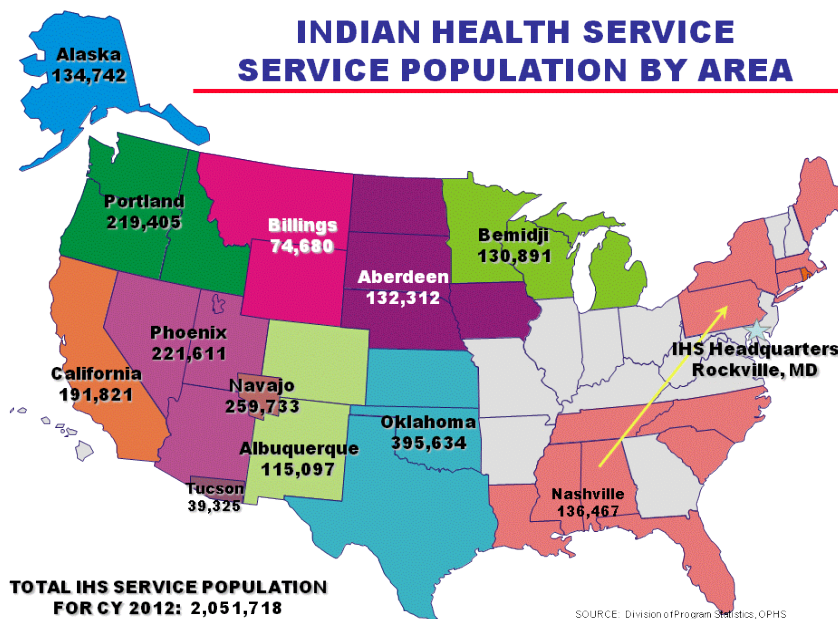 INDIAN HEALTH SERVICE
SERVICE POPULATION BY AREA
Alaska
134,742
Portland
219,405
Billings
74,680
Bemidji
130,891
Aberdeen
132,312
Phoenix
221,611
IHS Headquarters
Rockville, MD
California
191,821
Navajo
259,733
Oklahoma
395,634
Albuquerque
115,097
Tucson
39,325
Nashville
136,467
TOTAL IHS SERVICE POPULATION
FOR CY 2012: 2,051,718
SOURCE: Division of Program Statistics, OPHS